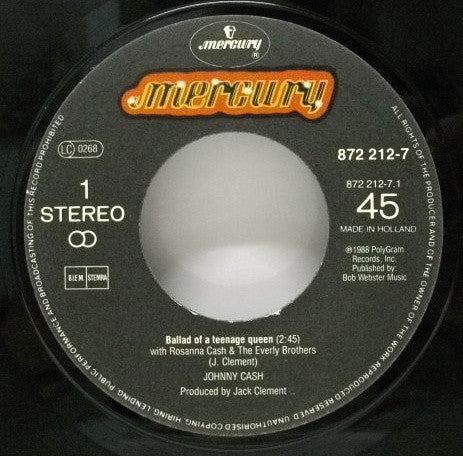 mercury
®
mercury
LC 0268
872 212-7
1
STEREO
872 212-7.1
45
MADE IN HOLLAND
℗1988 PolyGram
Records, Inc.
Published by:
Bob Webster Music
B.I.E.M. STEMRA
Ballad of a teenage queen (2:45)
with Rosanna Cash & The Everly Brothers
(J. Clement)
JOHNNY CASH
Produced by Jack Clement
ALL RIGHTS OF THE PRODUCER AND OF THE OWNER OF THE WORK REPRODUCED RESERVED. UNAUTHORISED COPYING, HIRING, LENDING, PUBLIC PERFORMANCE AND BROADCASTING OF THIS RECORD PROHIBITED